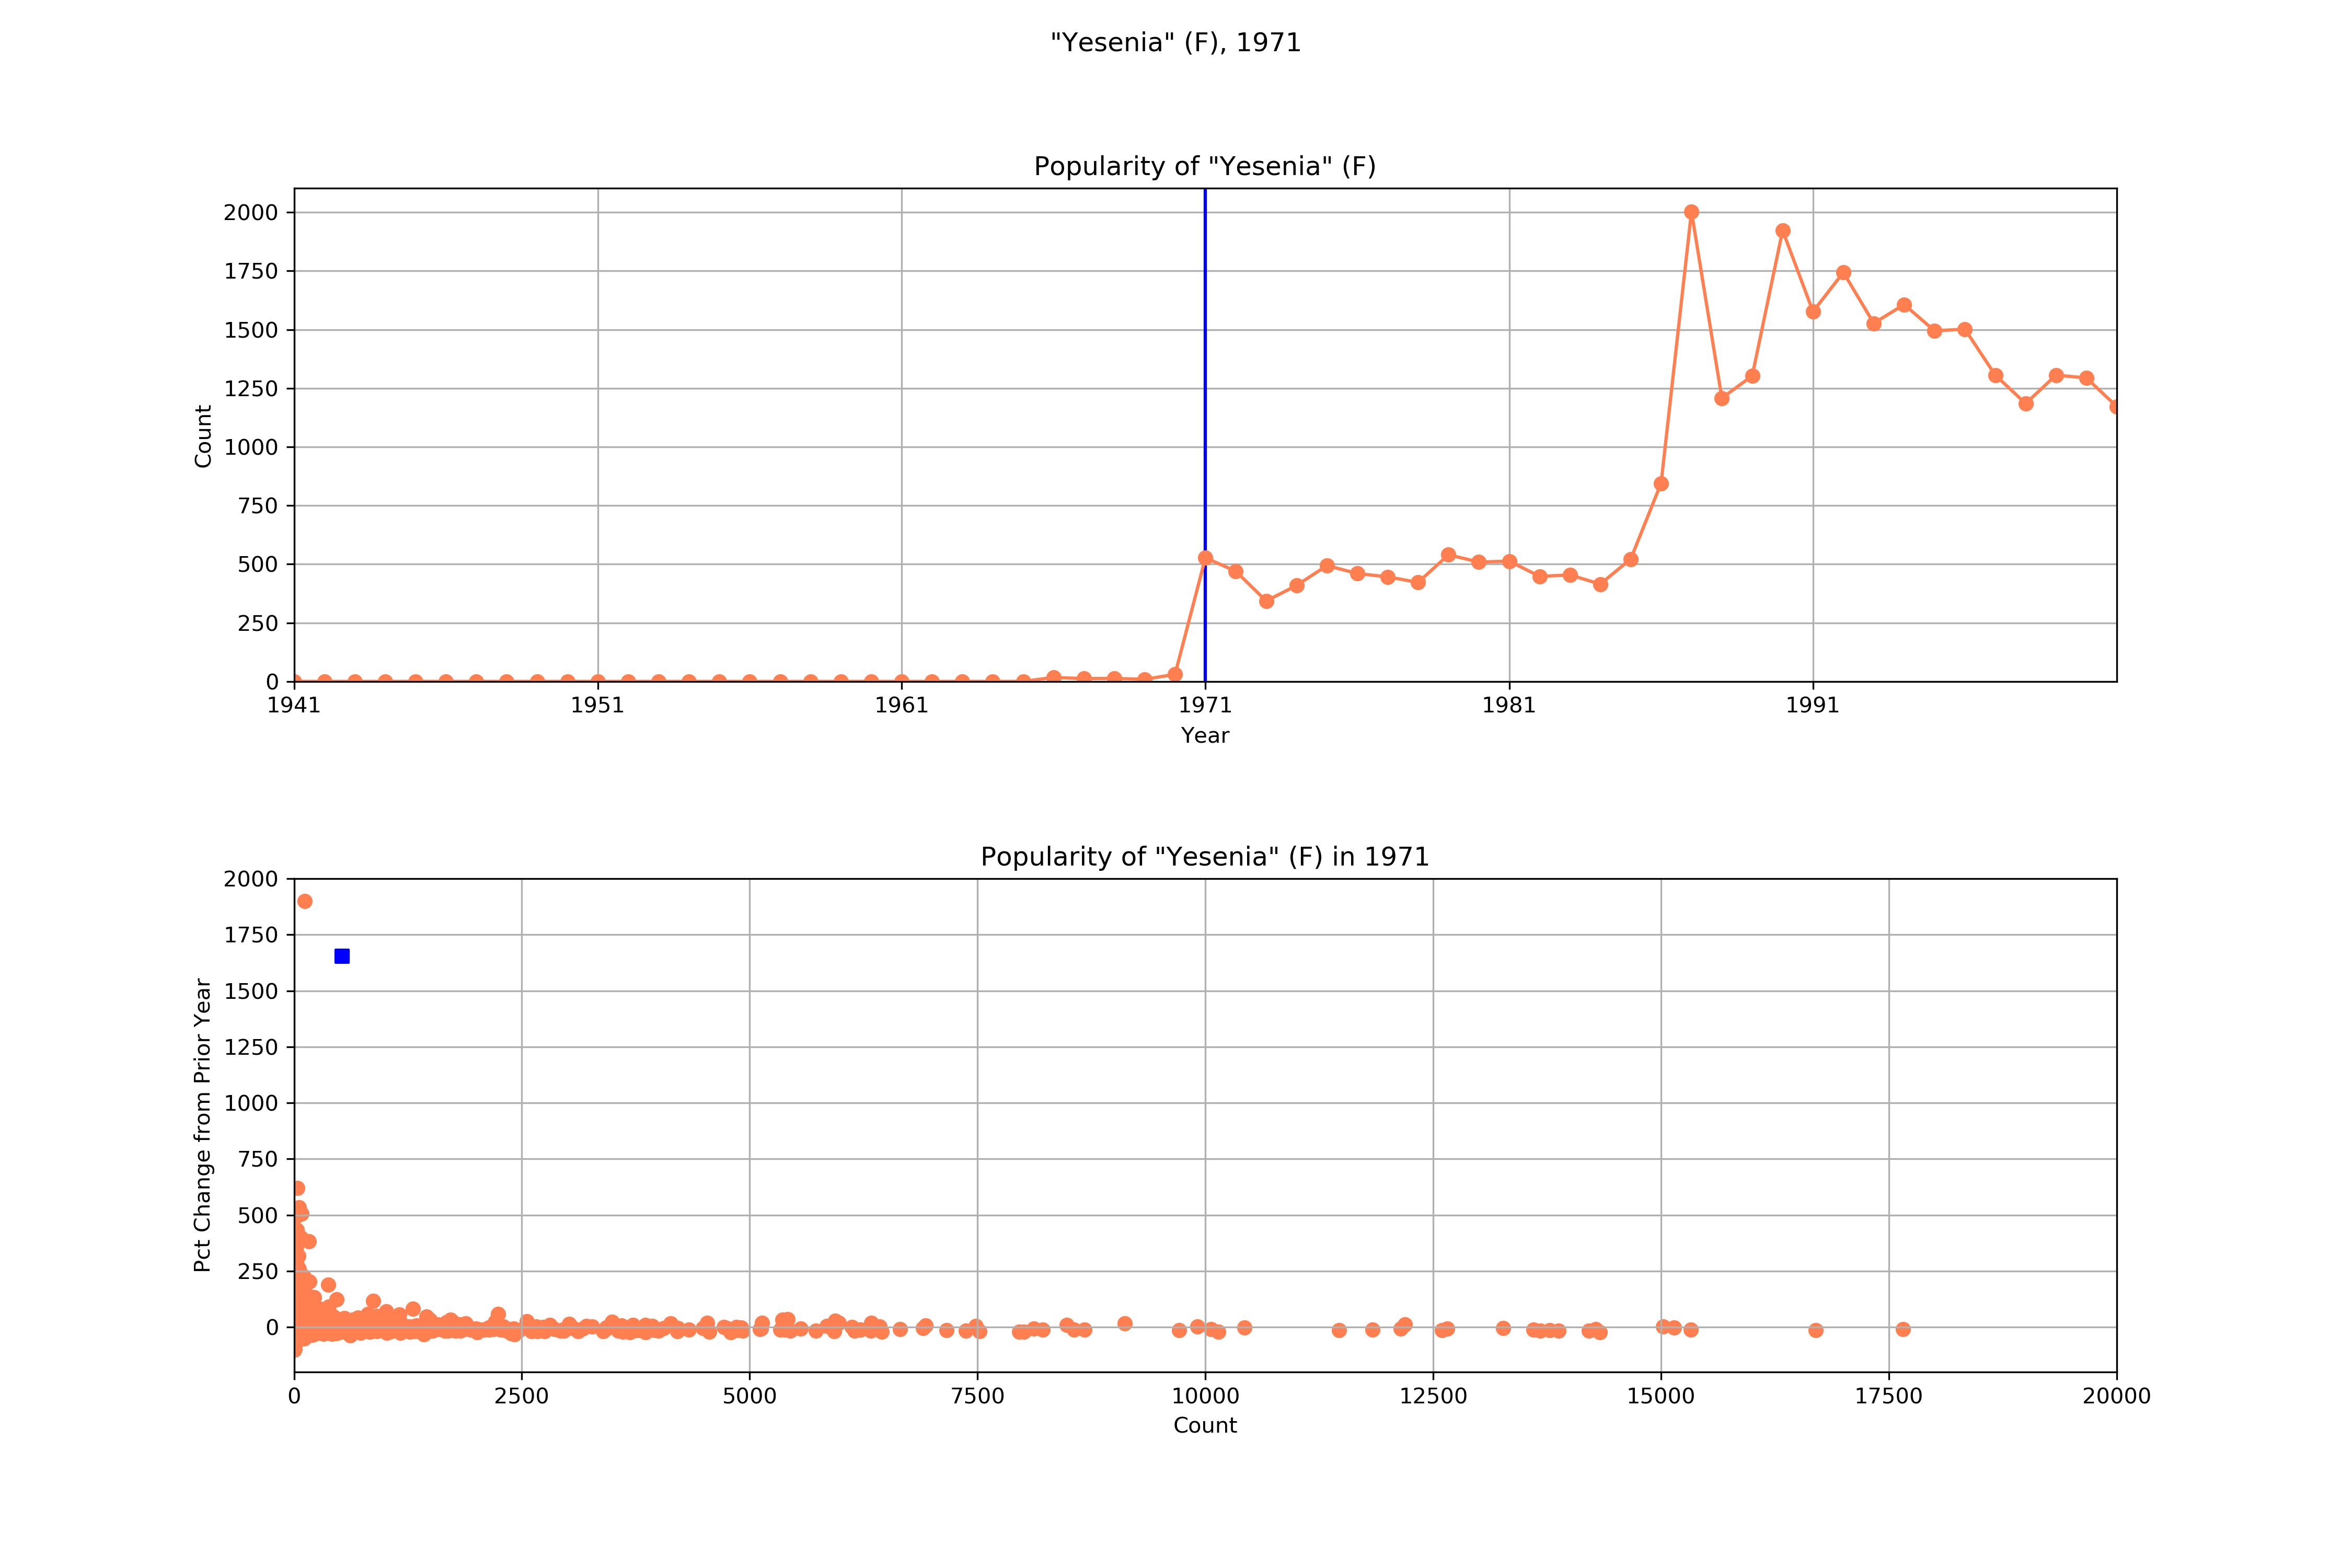 "Yesenia" (F), 1971
Popularity of "Yesenia" (F)
2000
1750
1500
1250
1000
750
500
250
0
Count
1941 1951 1961 1971 1981 1991
Year
Popularity of "Yesenia" (F) in 1971
2000
1750
1500
1250
1000
750
500
250
0
Pct Change from Prior Year
0 2500 5000 7500 10000 12500 15000 17500 20000
Count